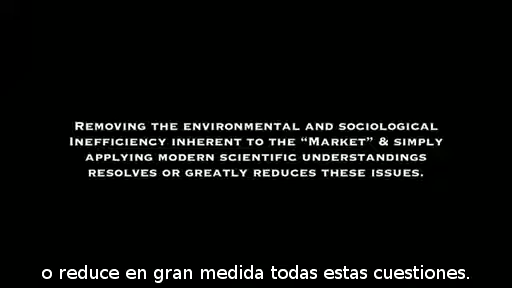 Removing the environmental and sociological
Inefficiency inherent to the “Market” & simply
applying modern scientific understandings
resolves or greatly reduces these issues.
o reduce en gran medida todas estas cuestiones.